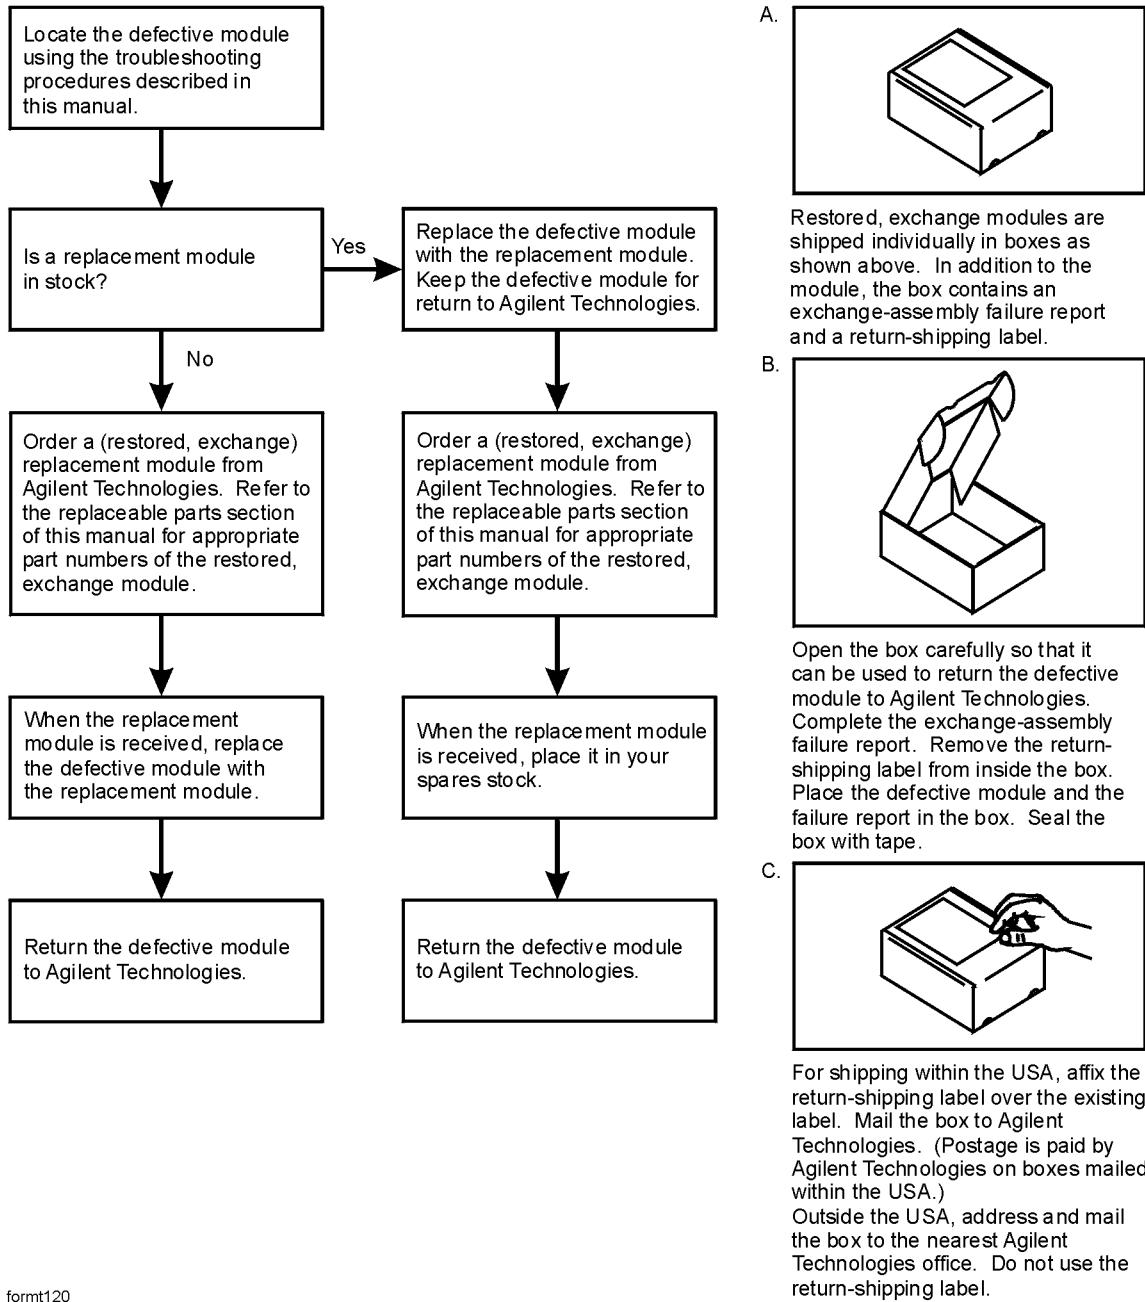 Locate the defective module
using the troubleshooting
procedures described in
this manual.
Is a replacement module
in stock?
Yes
No
Replace the defective module
with the replacement module.
Keep the defective module for
return to Agilent Technologies.
Order a (restored, exchange)
replacement module from
Agilent Technologies. Refer to
the replaceable parts section
of this manual for appropriate
part numbers of the restored,
exchange module.
Order a (restored, exchange)
replacement module from
Agilent Technologies. Refer to
the replaceable parts section
of this manual for appropriate
part numbers of the restored,
exchange module.
When the replacement
module is received, replace
the defective module with
the replacement module.
When the replacement module
is received, place it in your
spares stock.
Return the defective module
to Agilent Technologies.
Return the defective module
to Agilent Technologies.
A.
Restored, exchange modules are
shipped individually in boxes as
shown above. In addition to the
module, the box contains an
exchange-assembly failure report
and a return-shipping label.
B.
Open the box carefully so that it
can be used to return the defective
module to Agilent Technologies.
Complete the exchange-assembly
failure report. Remove the return-
shipping label from inside the box.
Place the defective module and the
failure report in the box. Seal the
box with tape.
C.
For shipping within the USA, affix the
return-shipping label over the existing
label. Mail the box to Agilent
Technologies. (Postage is paid by
Agilent Technologies on boxes mailed
within the USA.)
Outside the USA, address and mail
the box to the nearest Agilent
Technologies office. Do not use the
return-shipping label.
formt120